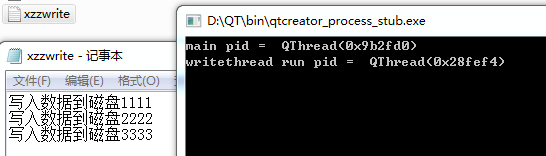 xzzwrite
xzzwrite - 记事本
文件(F) 编辑(E) 格式(
写入数据到磁盘1111
写入数据到磁盘2222
写入数据到磁盘3333
D:\QT\bin\qtcreator_process_stub.exe
main pid =  QThread(0x9b2fd0)
writethread run pid =  QThread(0x28fef4)